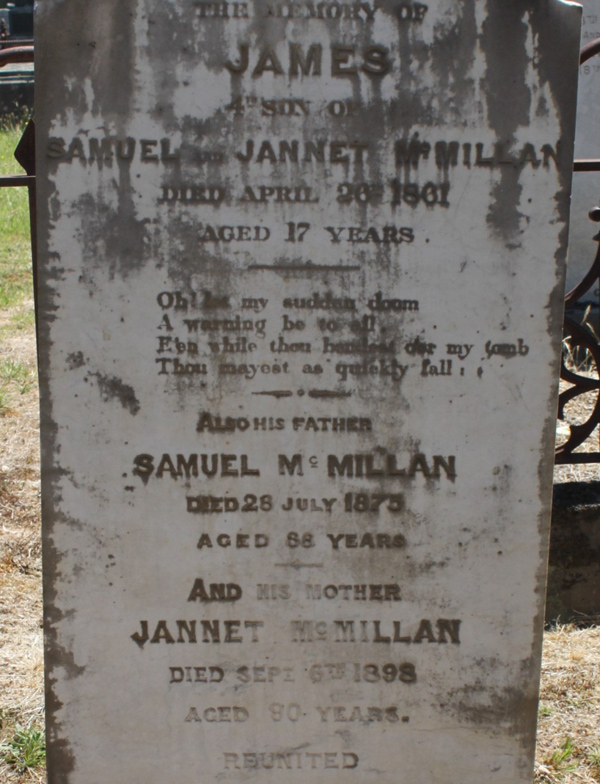 THE MEMORY OF
JAMES
4TH SON OF
SAMUEL AND JANNET McMILLAN
DIED APRIL 26TH 1861
AGED 17 YEARS.
Oh! let my sudden doom
A warning be to all
E'en while thou bendest o'er my tomb
Thou mayest as quickly fall.
ALSO HIS FATHER
SAMUEL McMILLAN
DIED 28 JULY 1875
AGED 68 YEARS
AND HIS MOTHER
JANNET McMILLAN
DIED SEPT 6TH 1898
AGED 80 YEARS.
REUNITED